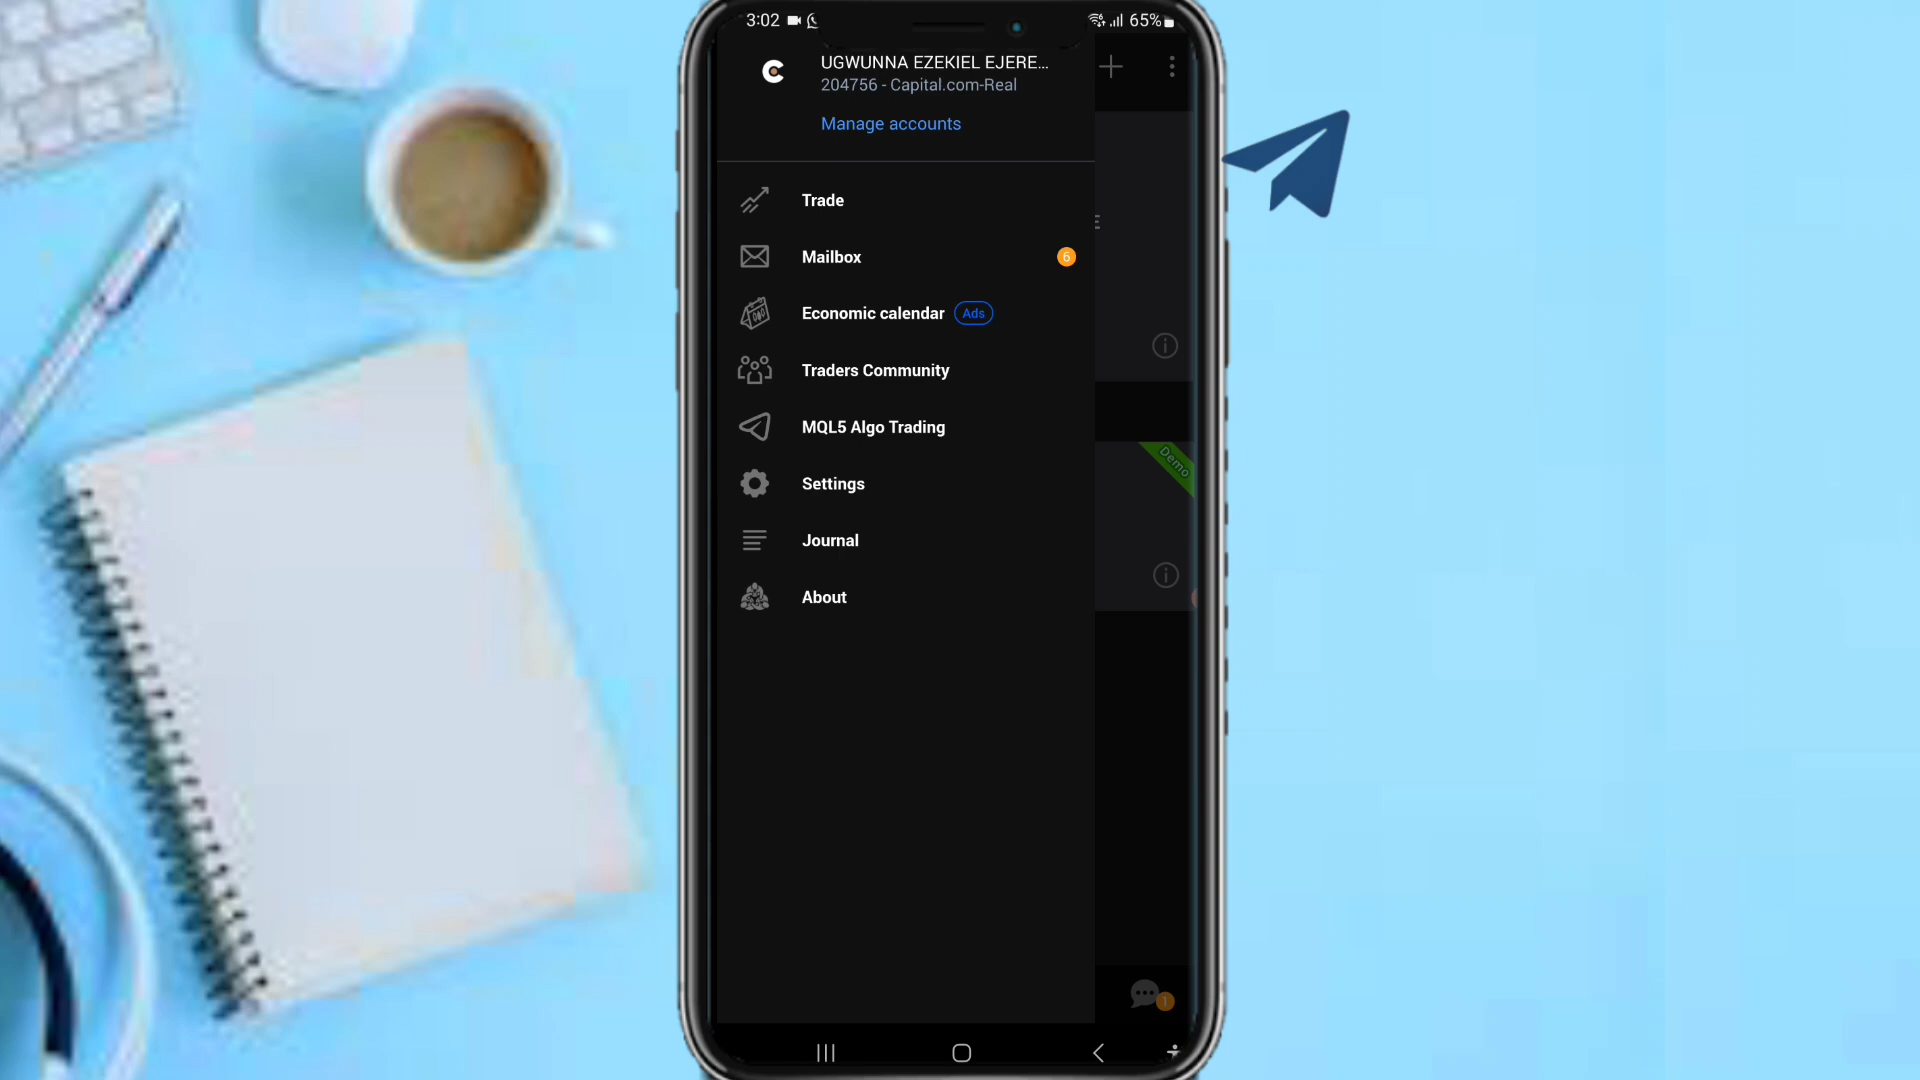 3:02
65%
UGWUNNA EZEKIEL EJERE...
204756 - Capital.com-Real
Manage accounts
Trade
Mailbox
6
Economic calendar Ads
Traders Community
MQL5 Algo Trading
Settings
Journal
About
Demo
1